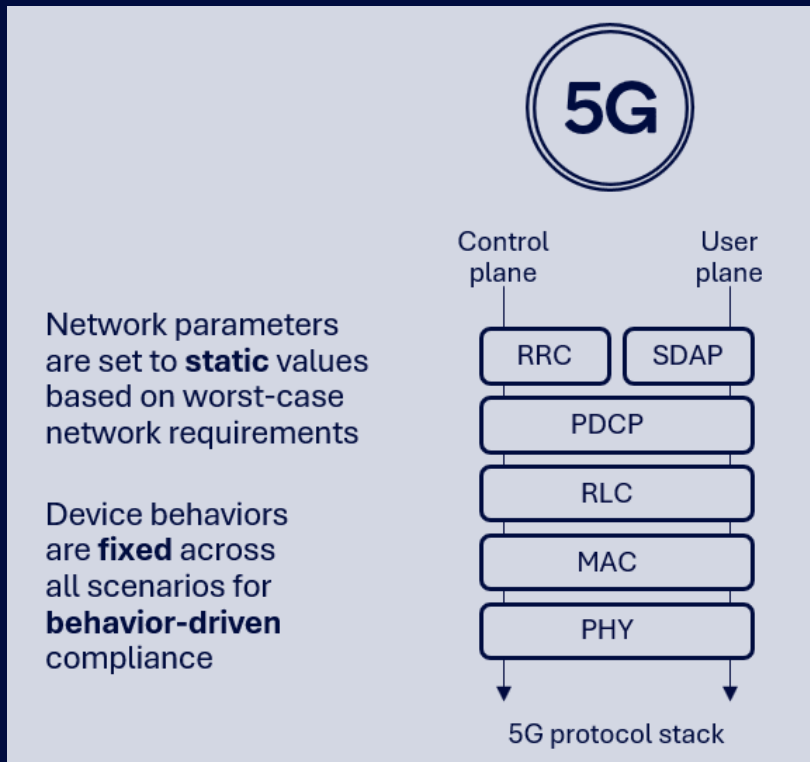 5G
Control
plane
User
plane
Network parameters
are set to static values
based on worst-case
network requirements
Device behaviors
are fixed across
all scenarios for
behavior-driven
compliance
RRC
SDAP
PDCP
RLC
MAC
PHY
5G protocol stack